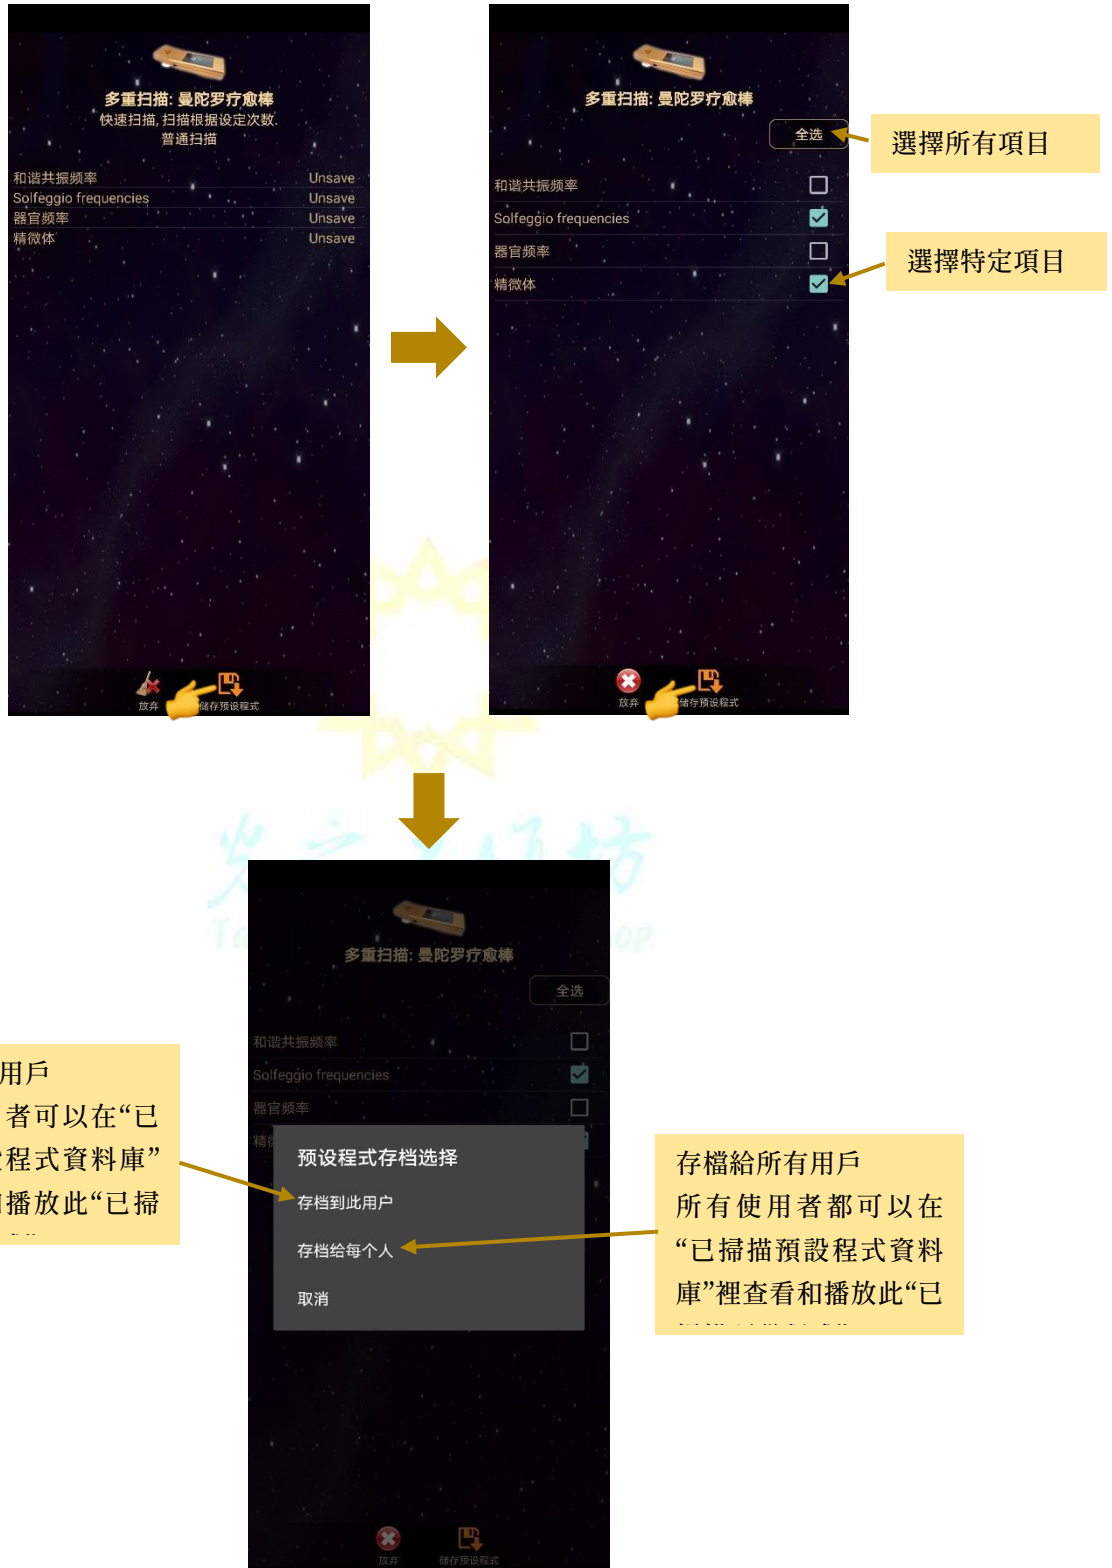 多重扫描: 曼陀罗疗愈棒
快速扫描, 扫描根据设定次数.
普通扫描
和谐共振频率 Unsave
Solfeggio frequencies Unsave
器官频率 Unsave
精微体 Unsave
放弃 储存预设程式
多重扫描: 曼陀罗疗愈棒
全选
選擇所有項目
和谐共振频率
Solfeggio frequencies
器官频率
精微体
選擇特定項目
放弃 储存预设程式
多重扫描: 曼陀罗疗愈棒
全选
和谐共振频率
Solfeggio frequencies
器官频率
预设程式存档选择
存档到此用户
存档给每个人
取消
放弃 储存预设程式
用戶
者可以在“已
程式資料庫”
播放此“已掃
存檔給所有用戶
所有使用者都可以在
“已掃描預設程式資料
庫”裡查看和播放此“已